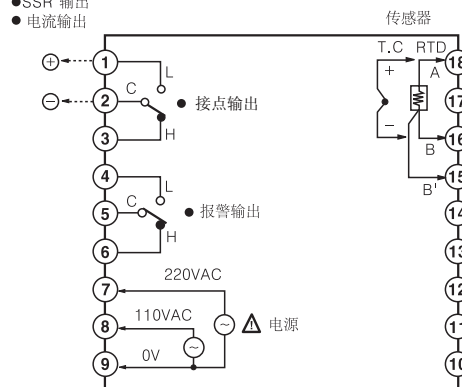 ●SSR 输出
● 电流输出
传感器
T.C RTD
1
L
+
A
18
2
C
● 接点输出
17
3
H
−
B
16
4
L
B'
15
5
C
● 报警输出
14
6
H
13
7
220VAC
12
8
110VAC
⚠ 电源
11
9
0V
10